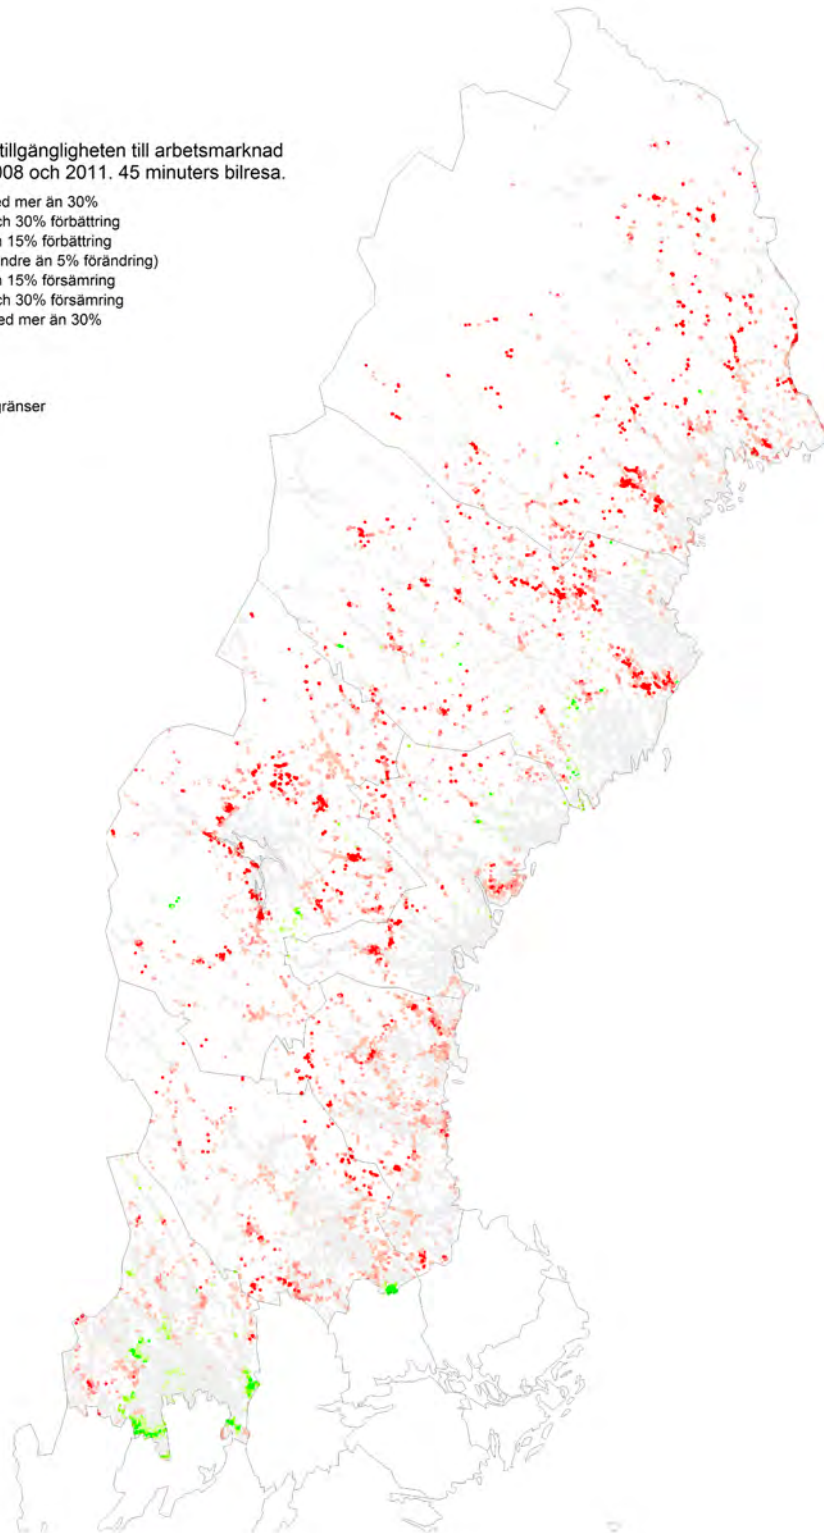 tillgängligheten till arbetsmarknad
008 och 2011. 45 minuters bilresa.
ed mer än 30%
ch 30% förbättring
n 15% förbättring
ndre än 5% förändring)
n 15% försämring
ch 30% försämring
ed mer än 30%
gränser